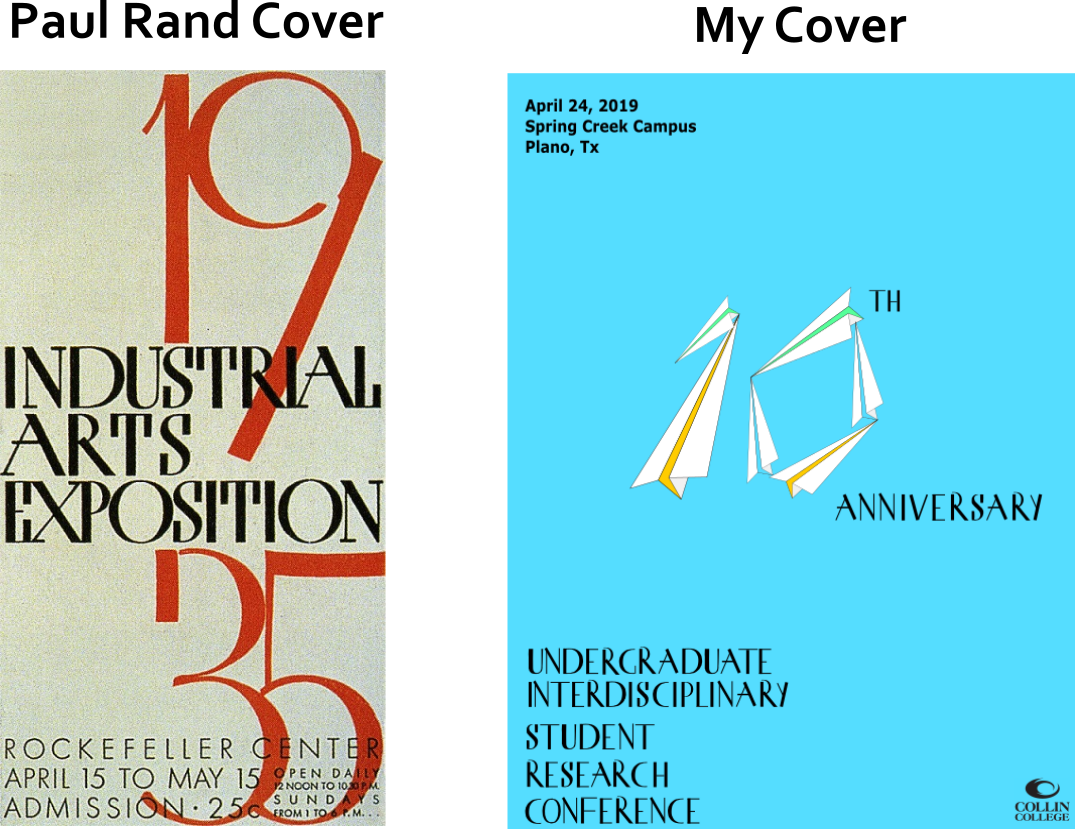 Paul Rand Cover
19
INDUSTRIAL
ARTS
EXPOSITION
35
ROCKEFELLER CENTER
APRIL 15 TO MAY 15
ADMISSION · 25c
OPEN DAILY
12 NOON TO 10:30 P.M.
SUNDAYS
FROM 1 TO 6 P.M. . .
My Cover
April 24, 2019
Spring Creek Campus
Plano, Tx
10
TH
ANNIVERSARY
UNDERGRADUATE
INTERDISCIPLINARY
STUDENT
RESEARCH
CONFERENCE
COLLIN
COLLEGE